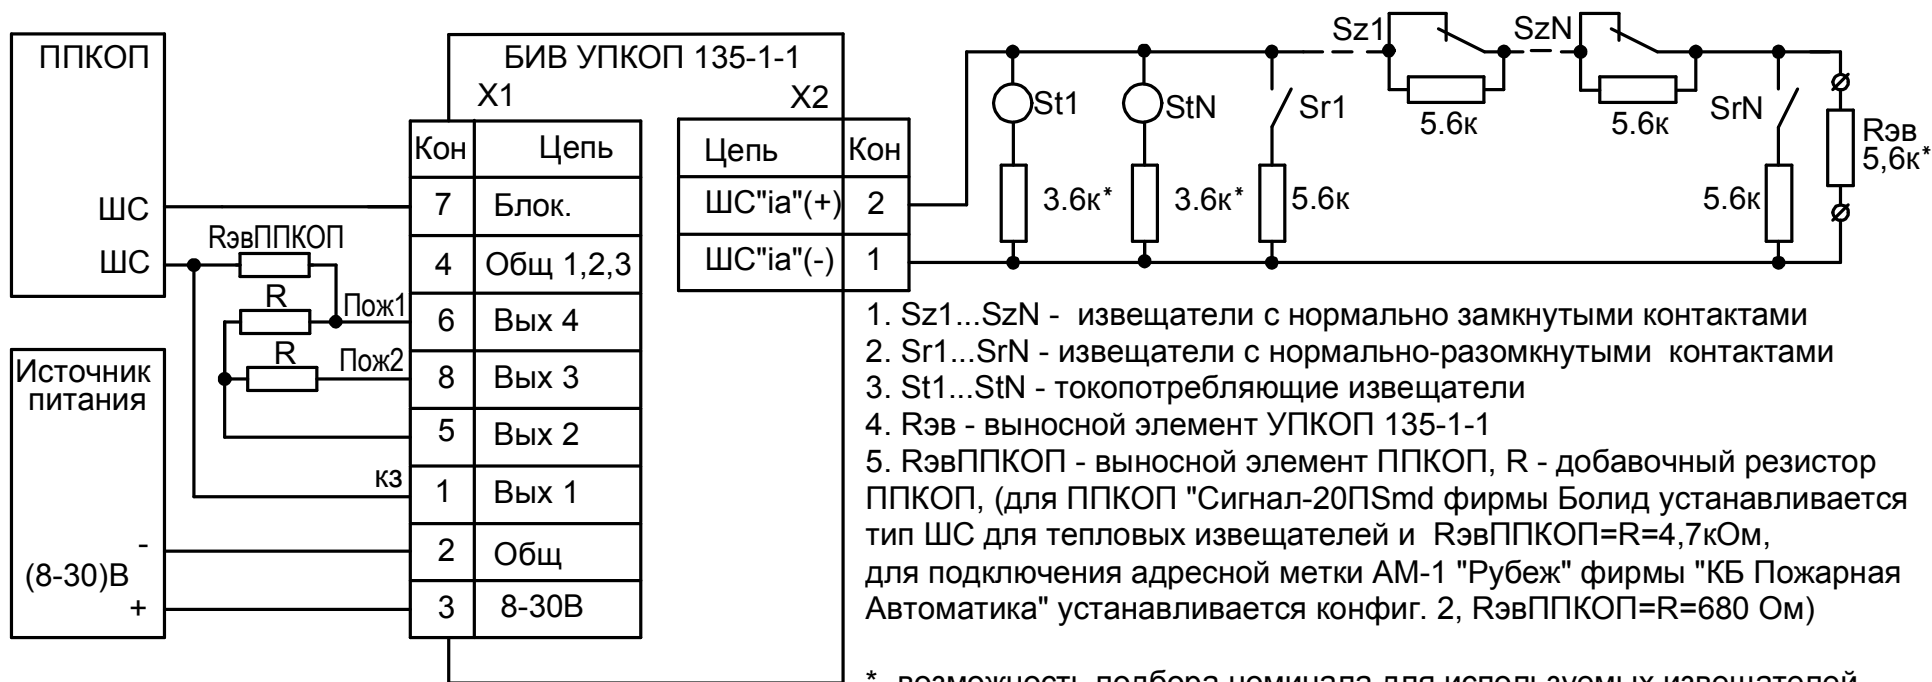 ППКОП
ШС
ШС
RэвППКОП
R
Пож1
R
Пож2
кз
Источник
питания
-
(8-30)В
+
БИВ УПКОП 135-1-1
X1
X2
Кон Цепь
7 Блок.
4 Общ 1,2,3
6 Вых 4
8 Вых 3
5 Вых 2
1 Вых 1
2 Общ
3 8-30В
Цепь Кон
ШС"ia"(+) 2
ШС"ia"(-) 1
St1
3.6к*
StN
3.6к*
Sr1
5.6к
Sz1
5.6к
SzN
5.6к
SrN
5.6к
Rэв
5,6к*
1. Sz1...SzN - извещатели с нормально замкнутыми контактами
2. Sr1...SrN - извещатели с нормально-разомкнутыми контактами
3. St1...StN - токопотребляющие извещатели
4. Rэв - выносной элемент УПКОП 135-1-1
5. RэвППКОП - выносной элемент ППКОП, R - добавочный резистор
ППКОП, (для ППКОП "Сигнал-20ПSmd фирмы Болид устанавливается
тип ШС для тепловых извещателей и RэвППКОП=R=4,7кОм,
для подключения адресной метки АМ-1 "Рубеж" фирмы "КБ Пожарная
Автоматика" устанавливается конфиг. 2, RэвППКОП=R=680 Ом)
* возможность подбора номинала для используемых извещателей